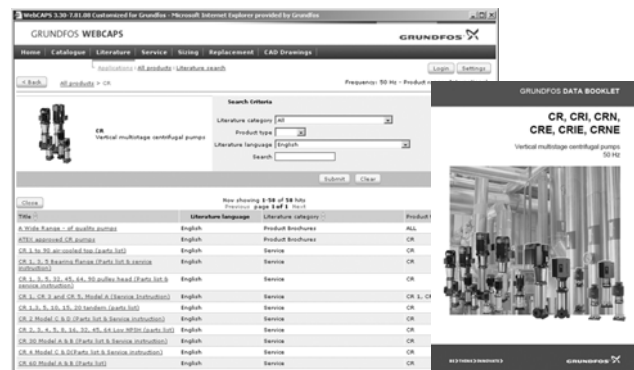 WebCAPS 3.30-7.01.00 Customized for Grundfos - Microsoft Internet Explorer provided by Grundfos
GRUNDFOS WEBCAPS
GRUNDFOS
Home Catalogue Literature Service Sizing Replacement CAD Drawings
Applications · All products · Literature search
Login Settings
< Back All products > CR
Frequency: 50 Hz - Product
Search Criteria
CR
Vertical multistage centrifugal pumps
Literature category All
Product type
Literature language English
Search
Submit Clear
Close
Now showing 1-58 of 58 hits
Previous page 1 of 1 Next
Title Literature language Literature category Product
A Wide Range - of quality pumps English Product Brochures ALL
ATEX approved CR pumps English Product Brochures CR
CR 1 to 90 air-cooled top (parts list) English Service CR
CR 1, 3, 5 Bearing flange (Parts list & service instruction) English Service CR
CR 1, 3, 5, 32, 45, 64, 90 pulley head (Parts list & service instruction) English Service CR
CR 1, CR 3 and CR 5, Model A (Service Instruction) English Service CR 1, CR
CR 1,3, 5, 10, 15, 20 tandem (parts list) English Service CR
CR 2 Model C & D (Parts list & Service instruction) English Service CR
CR 2, 3, 4, 5, 8, 16, 32, 45, 64 Low NPSH (parts list) English Service CR
CR 30 Model A & B (Parts list & Service instruction) English Service CR
CR 4 Model C & D(Parts list & Service instruction) English Service CR
CR 60 Model A & B (Parts list) English Service CR
GRUNDFOS DATA BOOKLET
CR, CRI, CRN,
CRE, CRIE, CRNE
Vertical multistage centrifugal pumps
50 Hz
BE>THINK>INNOVATE>
GRUNDFOS